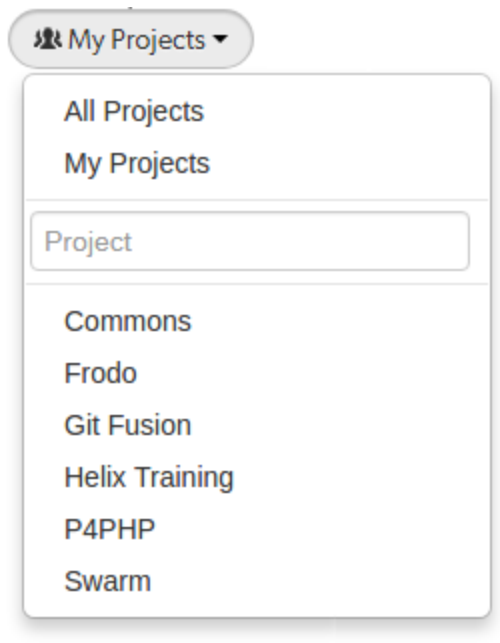 My Projects
All Projects
My Projects
Project
Commons
Frodo
Git Fusion
Helix Training
P4PHP
Swarm